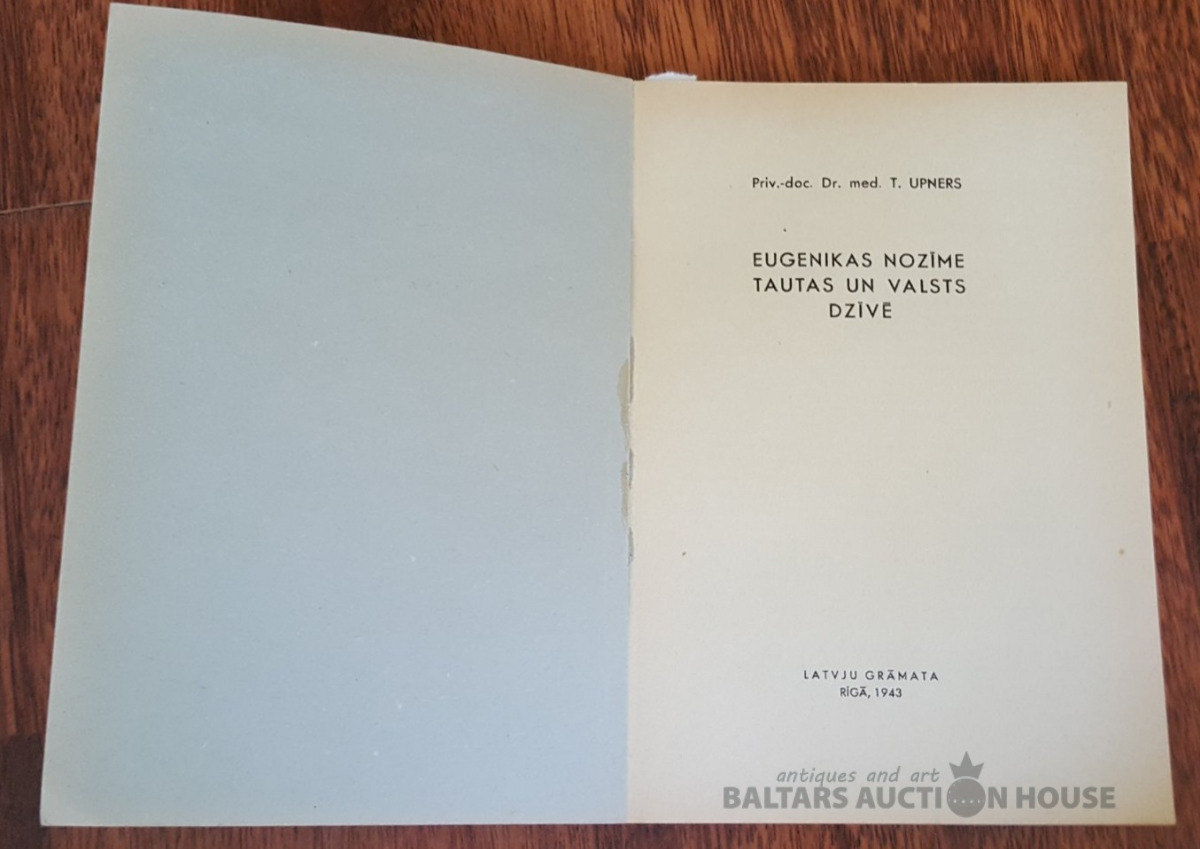 Priv.-doc. Dr. med. T. UPNERS
EUGENIKAS NOZĪME
TAUTAS UN VALSTS
DZĪVĒ
LATVJU GRĀMATA
RĪGĀ, 1943
antiques and art
BALTARS AUCTION HOUSE